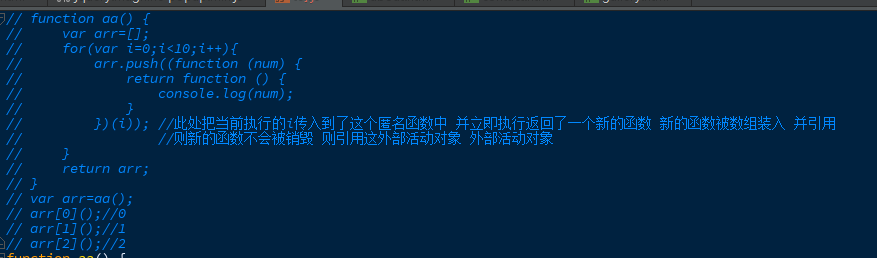 // function aa() {
//     var arr=[];
//     for(var i=0;i<10;i++){
//         arr.push((function (num) {
//             return function () {
//                 console.log(num);
//             }
//         })(i)); //此处把当前执行的i传入到了这个匿名函数中 并立即执行返回了一个新的函数 新的函数被数组装入 并引用
//                 //则新的函数不会被销毁 则引用这外部活动对象 外部活动对象
//     }
//     return arr;
// }
// var arr=aa();
// arr[0]();//0
// arr[1]();//1
// arr[2]();//2
function aa() {